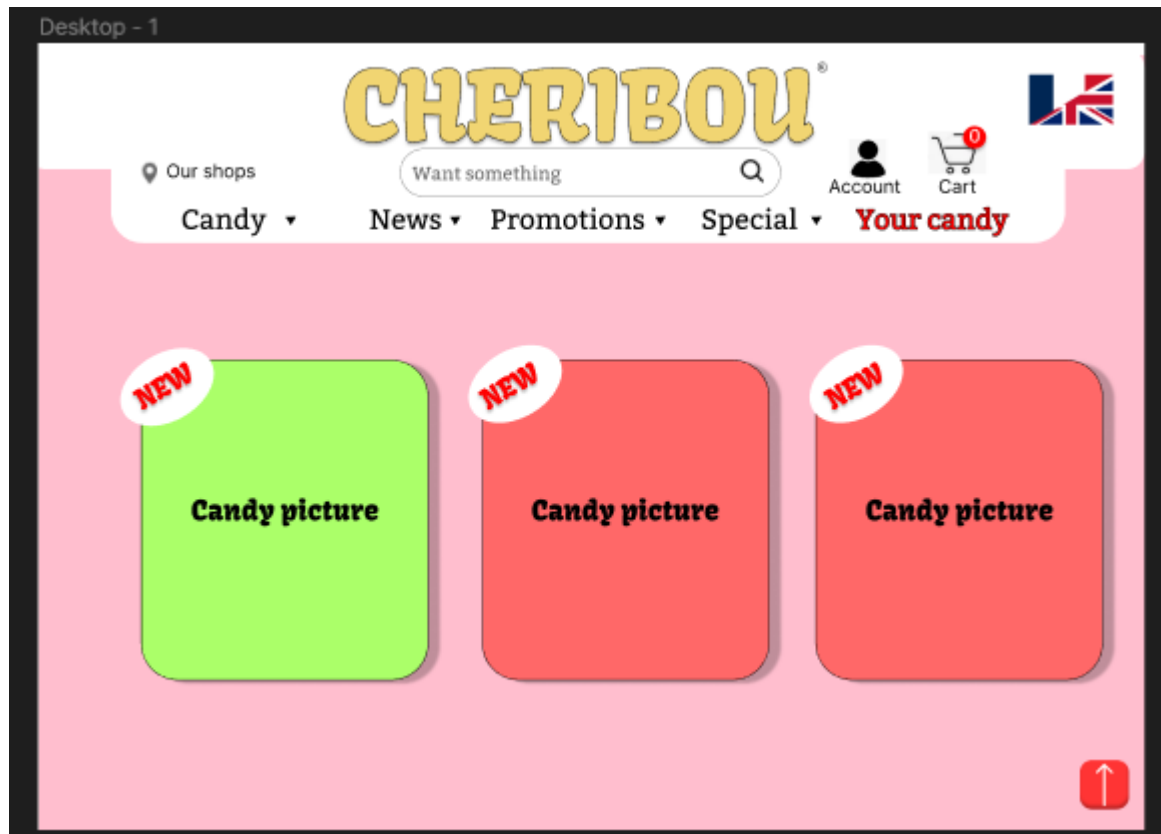 Desktop - 1
CHERIBOU®
0
Our shops
Want something
Account
Cart
Candy ▾
News ▾
Promotions ▾
Special ▾
Your candy
NEW
NEW
NEW
Candy picture
Candy picture
Candy picture